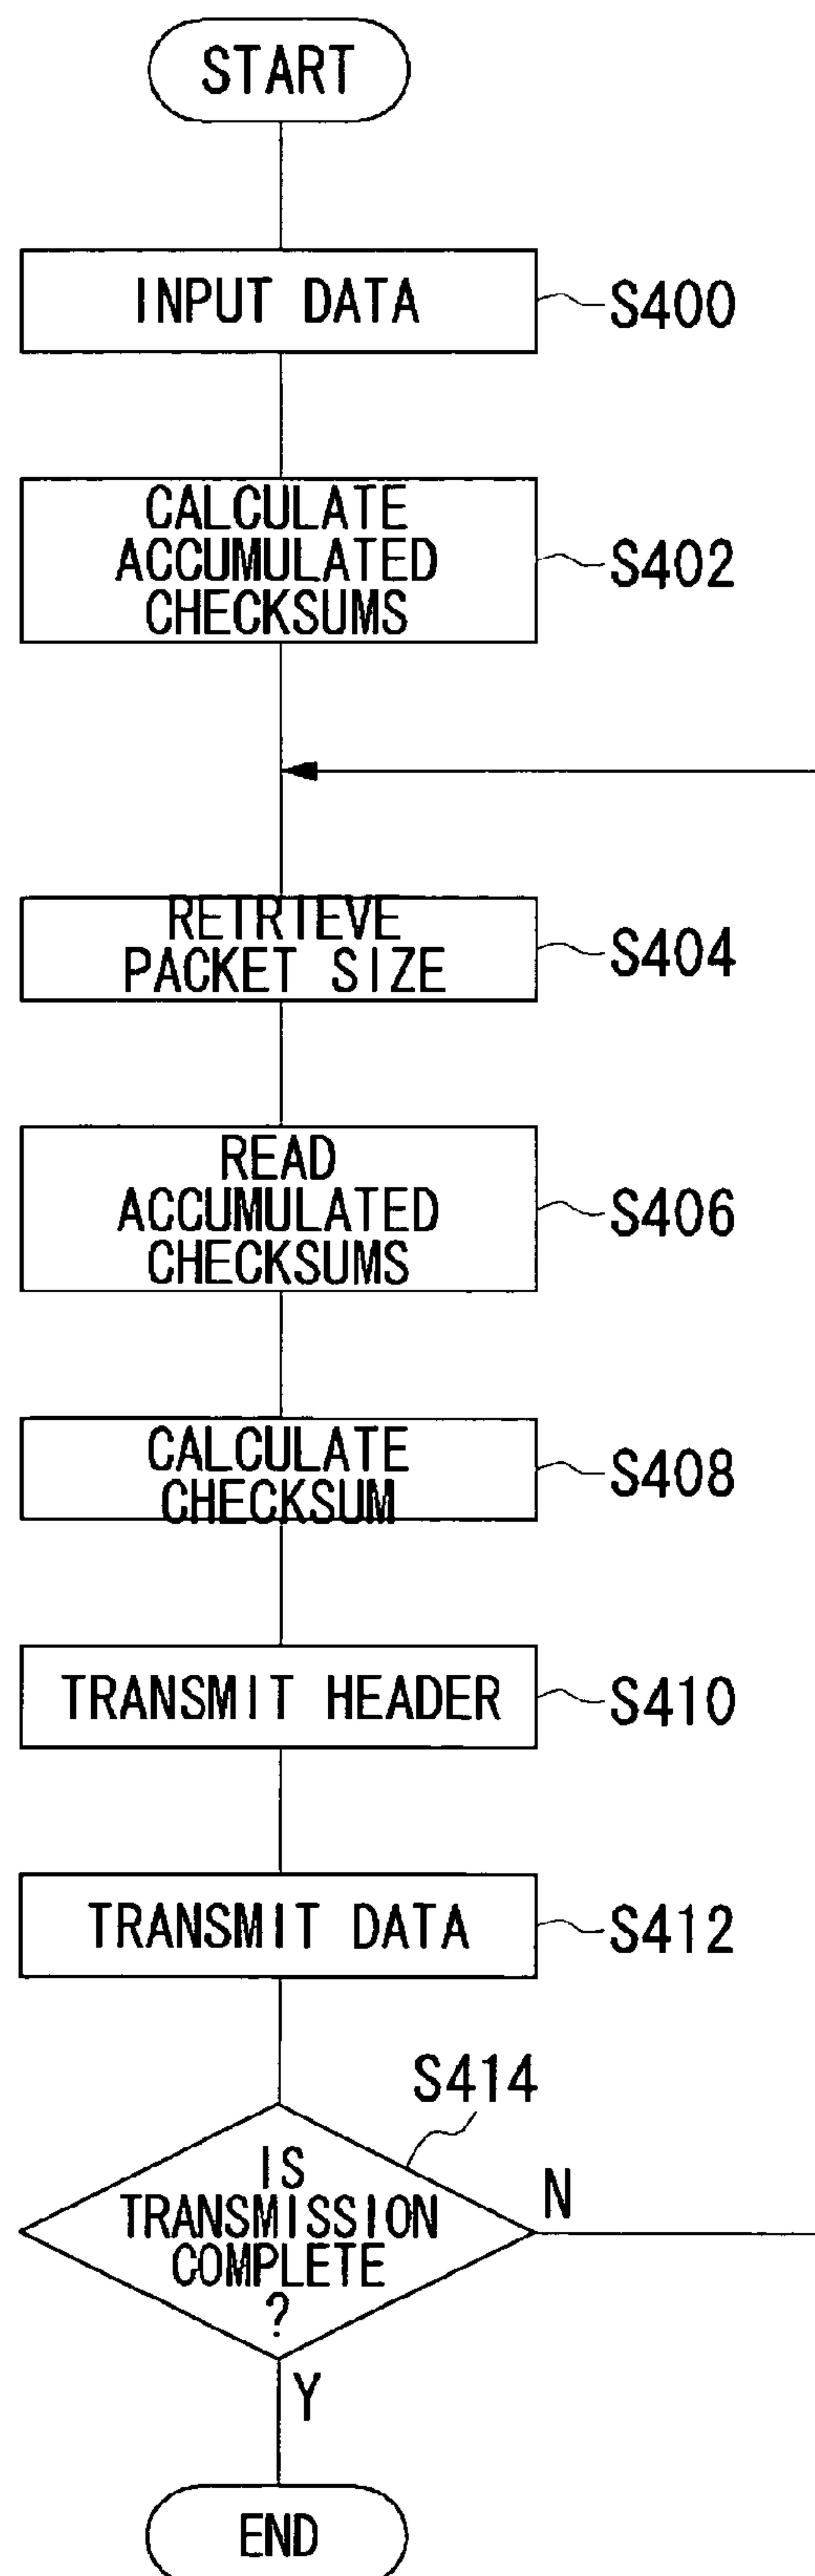 START
INPUT DATA
S400
CALCULATE
ACCUMULATED
CHECKSUMS
S402
RETRIEVE
PACKET SIZE
S404
READ
ACCUMULATED
CHECKSUMS
S406
CALCULATE
CHECKSUM
S408
TRANSMIT HEADER
S410
TRANSMIT DATA
S412
S414
IS
TRANSMISSION
COMPLETE
?
N
Y
END